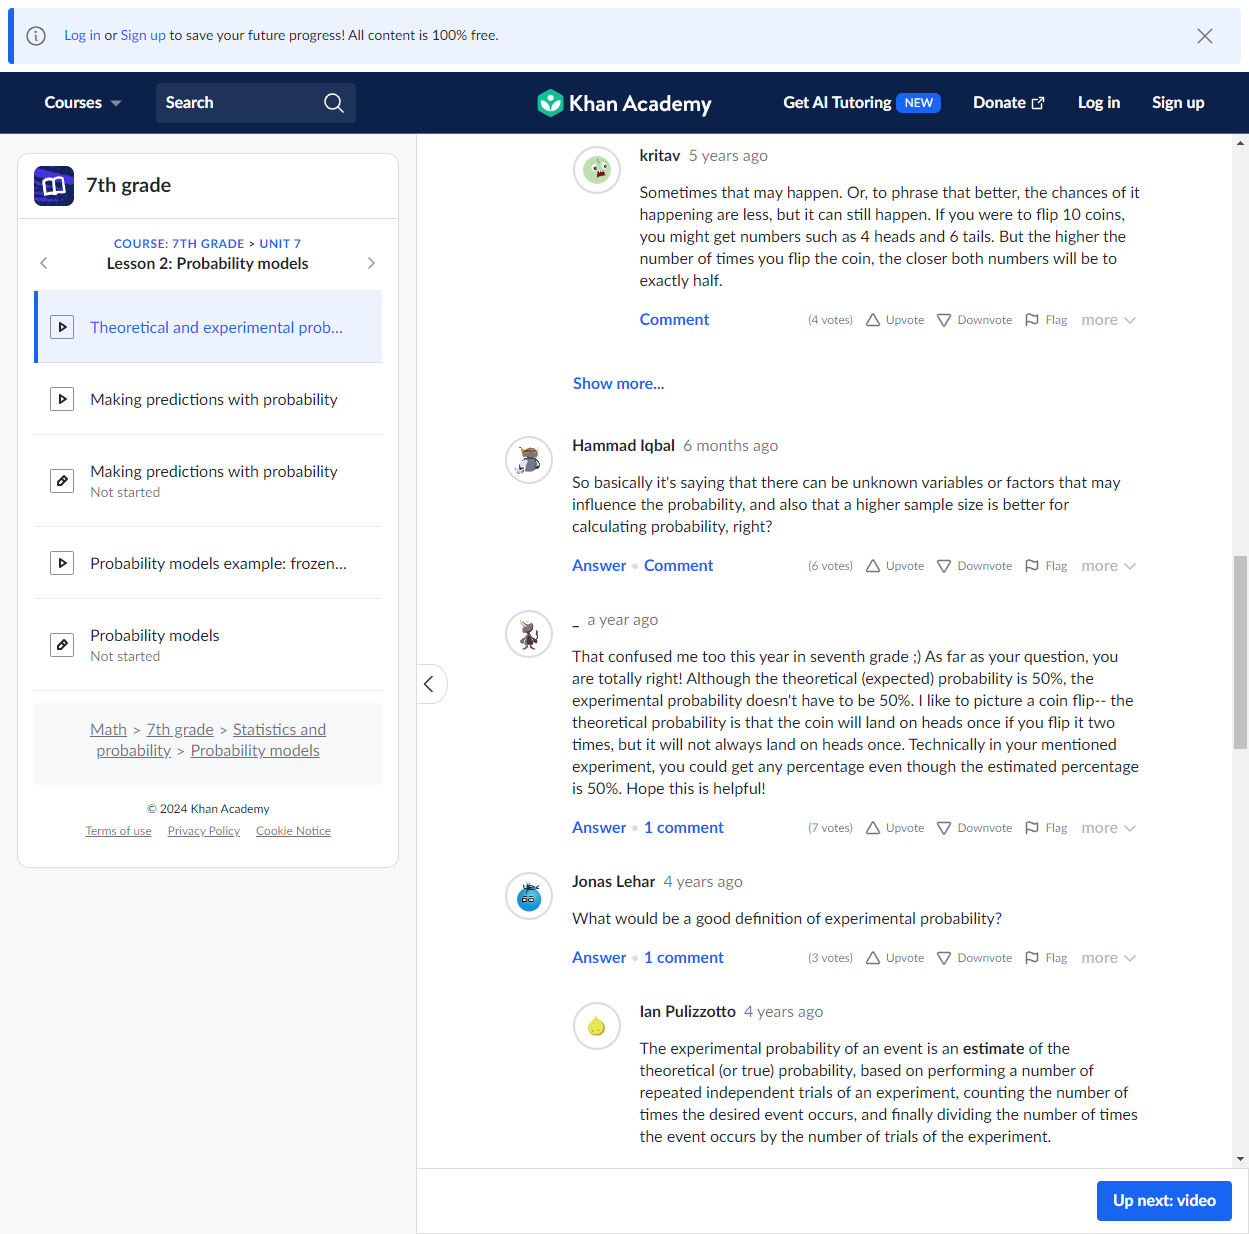 Log in or Sign up to save your future progress! All content is 100% free.
Courses
Search
Khan Academy
Get AI Tutoring NEW
Donate
Log in
Sign up
7th grade
COURSE: 7TH GRADE > UNIT 7
Lesson 2: Probability models
Theoretical and experimental prob...
Making predictions with probability
Making predictions with probability
Not started
Probability models example: frozen...
Probability models
Not started
Math > 7th grade > Statistics and
probability > Probability models
© 2024 Khan Academy
Terms of use Privacy Policy Cookie Notice
kritav 5 years ago
Sometimes that may happen. Or, to phrase that better, the chances of it
happening are less, but it can still happen. If you were to flip 10 coins,
you might get numbers such as 4 heads and 6 tails. But the higher the
number of times you flip the coin, the closer both numbers will be to
exactly half.
Comment (4 votes) Upvote Downvote Flag more
Show more...
Hammad Iqbal 6 months ago
So basically it's saying that there can be unknown variables or factors that may
influence the probability, and also that a higher sample size is better for
calculating probability, right?
Answer • Comment (6 votes) Upvote Downvote Flag more
_ a year ago
That confused me too this year in seventh grade ;) As far as your question, you
are totally right! Although the theoretical (expected) probability is 50%, the
experimental probability doesn't have to be 50%. I like to picture a coin flip-- the
theoretical probability is that the coin will land on heads once if you flip it two
times, but it will not always land on heads once. Technically in your mentioned
experiment, you could get any percentage even though the estimated percentage
is 50%. Hope this is helpful!
Answer • 1 comment (7 votes) Upvote Downvote Flag more
Jonas Lehar 4 years ago
What would be a good definition of experimental probability?
Answer • 1 comment (3 votes) Upvote Downvote Flag more
Ian Pulizzotto 4 years ago
The experimental probability of an event is an estimate of the
theoretical (or true) probability, based on performing a number of
repeated independent trials of an experiment, counting the number of
times the desired event occurs, and finally dividing the number of times
the event occurs by the number of trials of the experiment.
Up next: video